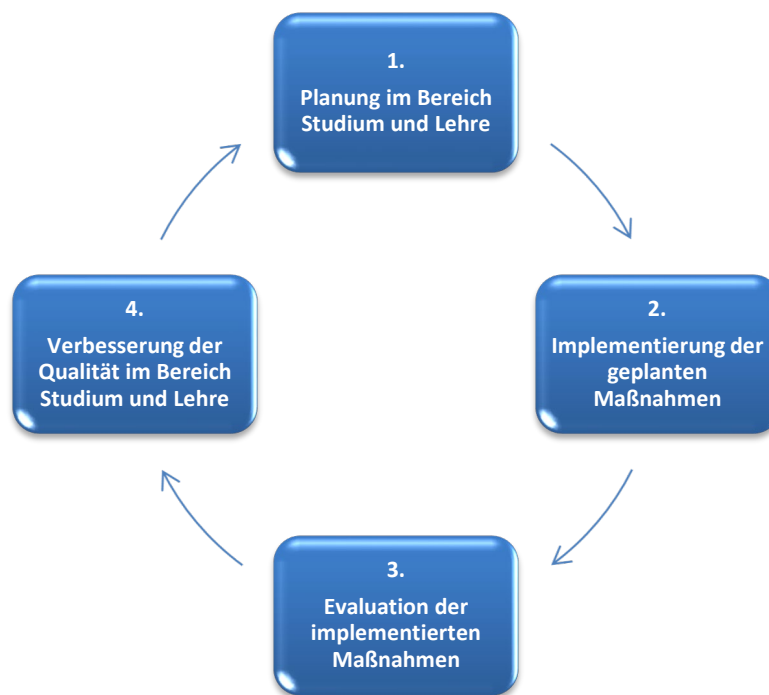 1.
Planung im Bereich
Studium und Lehre
2.
Implementierung der
geplanten
Maßnahmen
3.
Evaluation der
implementierten
Maßnahmen
4.
Verbesserung der
Qualität im Bereich
Studium und Lehre